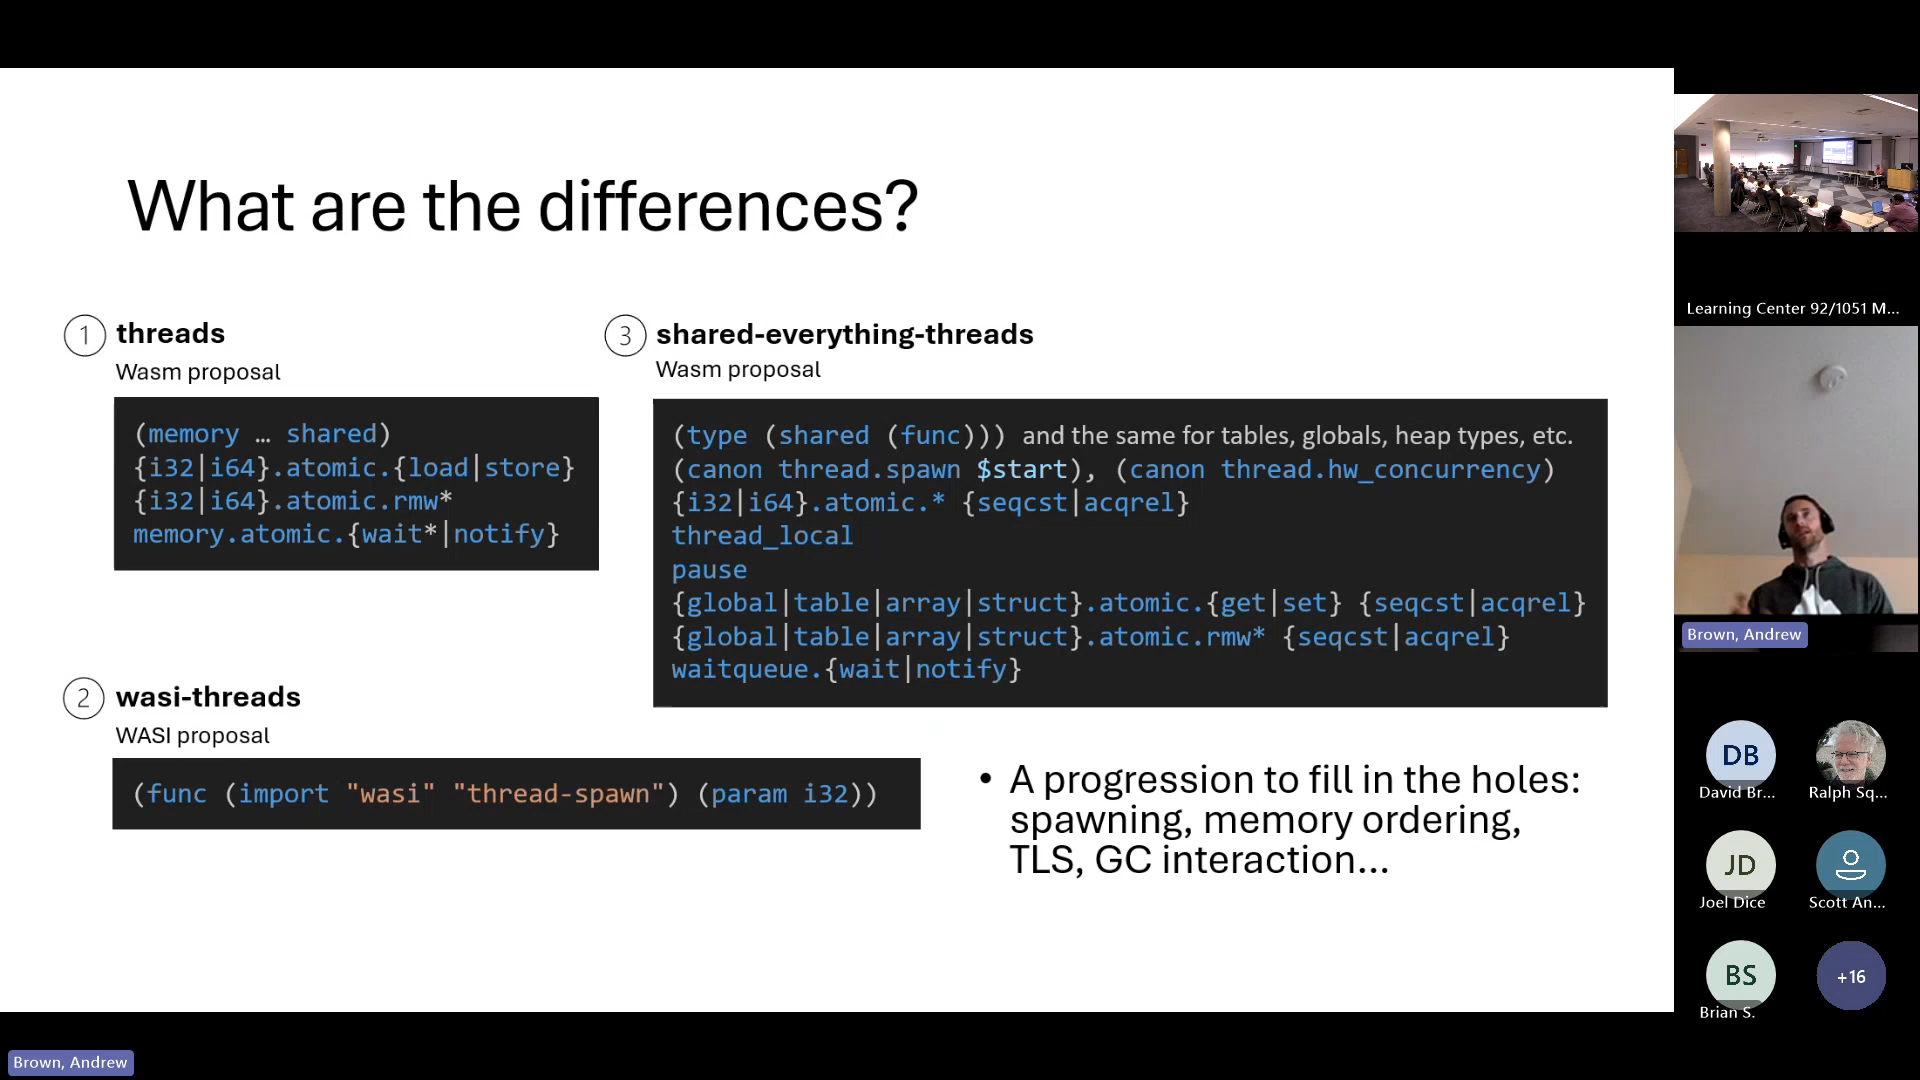 What are the differences?
1 threads
Wasm proposal
(memory … shared)
{i32|i64}.atomic.{load|store}
{i32|i64}.atomic.rmw*
memory.atomic.{wait*|notify}
2 wasi-threads
WASI proposal
(func (import "wasi" "thread-spawn") (param i32))
3 shared-everything-threads
Wasm proposal
(type (shared (func))) and the same for tables, globals, heap types, etc.
(canon thread.spawn $start), (canon thread.hw_concurrency)
{i32|i64}.atomic.* {seqcst|acqrel}
thread_local
pause
{global|table|array|struct}.atomic.{get|set} {seqcst|acqrel}
{global|table|array|struct}.atomic.rmw* {seqcst|acqrel}
waitqueue.{wait|notify}
• A progression to fill in the holes:
spawning, memory ordering,
TLS, GC interaction...
Learning Center 92/1051 M...
Brown, Andrew
DB
David Br...
Ralph Sq...
JD
Joel Dice
Scott An...
BS
Brian S.
+16
Brown, Andrew